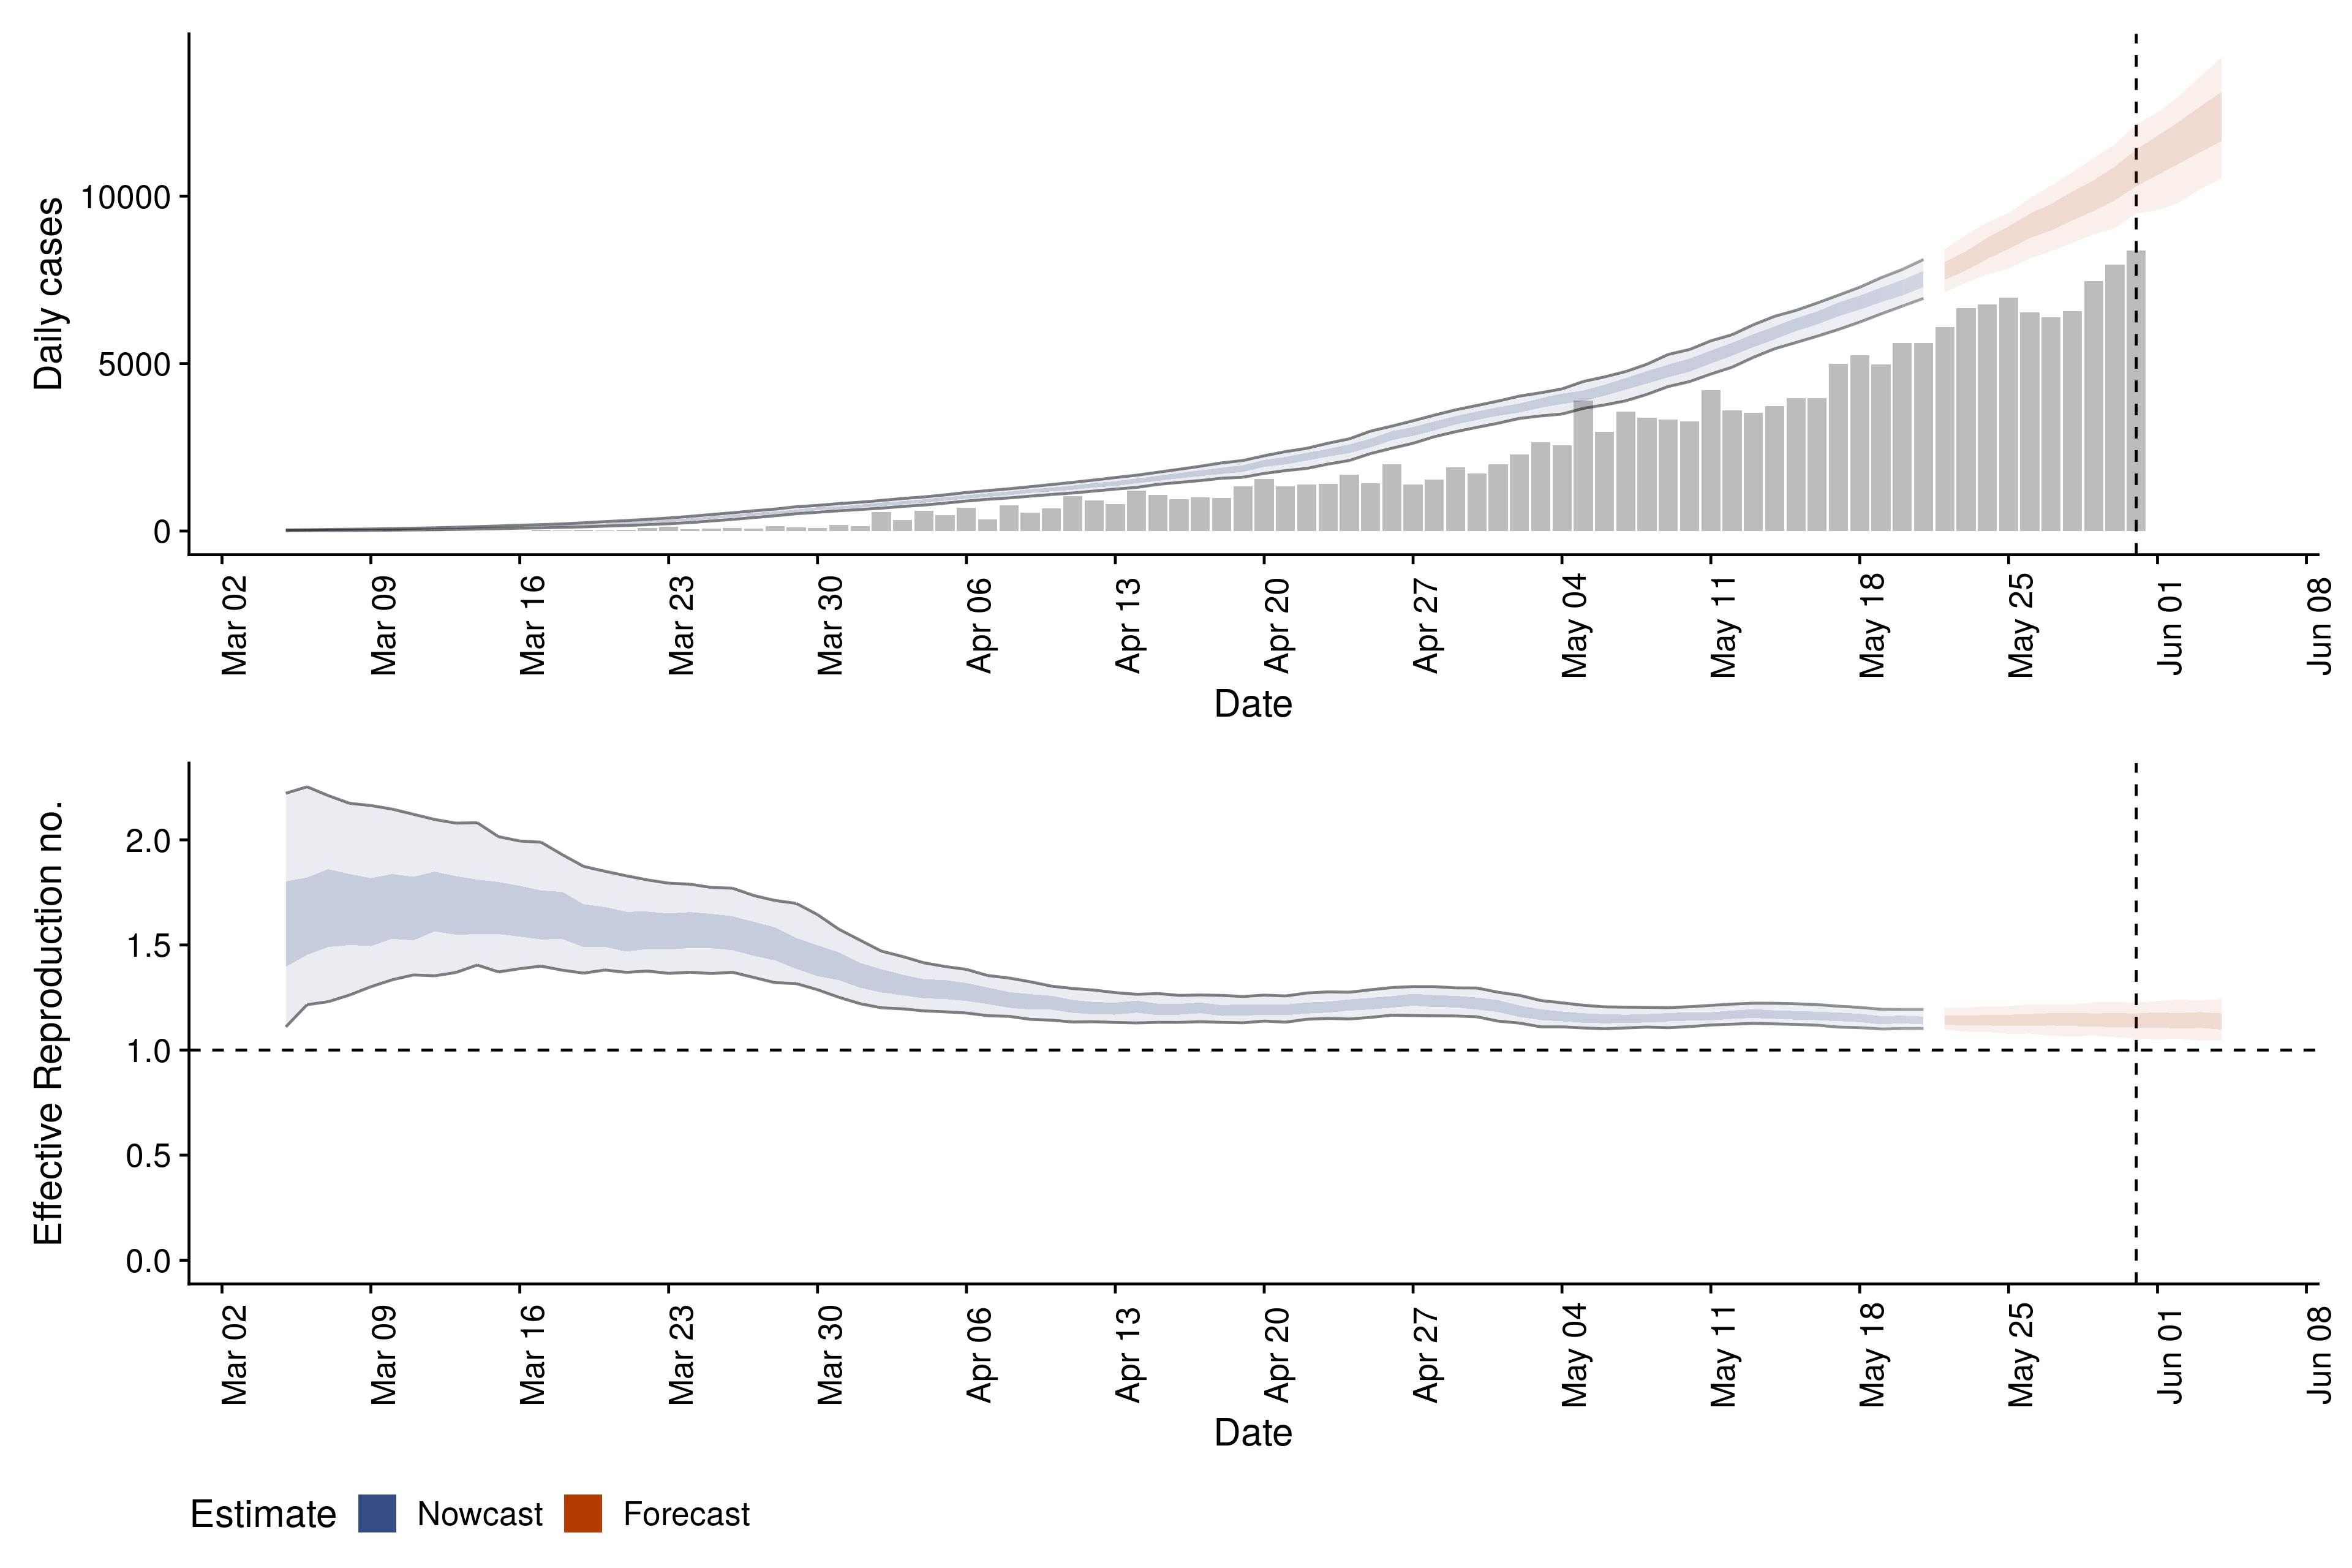 Daily cases
10000
5000
0
Mar 02
Mar 09
Mar 16
Mar 23
Mar 30
Apr 06
Apr 13
Apr 20
Apr 27
May 04
May 11
May 18
May 25
Jun 01
Jun 08
Date
Effective Reproduction no.
2.0
1.5
1.0
0.5
0.0
Mar 02
Mar 09
Mar 16
Mar 23
Mar 30
Apr 06
Apr 13
Apr 20
Apr 27
May 04
May 11
May 18
May 25
Jun 01
Jun 08
Date
Estimate Nowcast Forecast